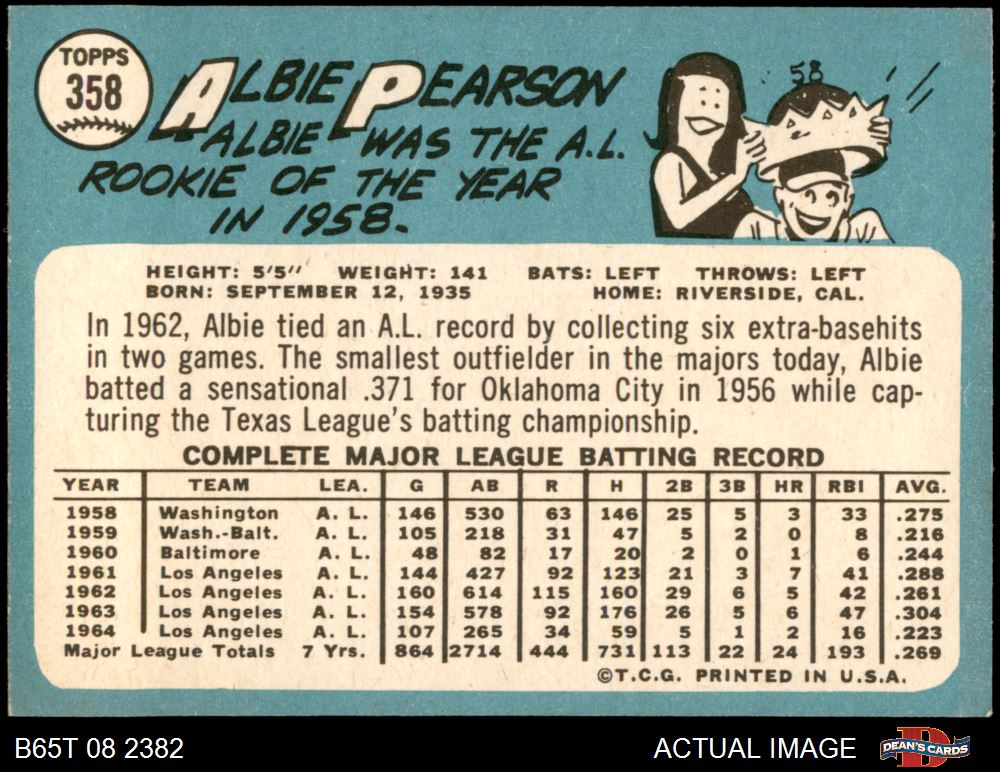 TOPPS
358
ALBIE PEARSON
ALBIE WAS THE A.L.
ROOKIE OF THE YEAR
IN 1958.
58
HEIGHT: 5'5" WEIGHT: 141 BATS: LEFT THROWS: LEFT
BORN: SEPTEMBER 12, 1935 HOME: RIVERSIDE, CAL.
In 1962, Albie tied an A.L. record by collecting six extra-basehits
in two games. The smallest outfielder in the majors today, Albie
batted a sensational .371 for Oklahoma City in 1956 while cap-
turing the Texas League's batting championship.
COMPLETE MAJOR LEAGUE BATTING RECORD
YEAR TEAM LEA. G AB R H 2B 3B HR RBI AVG.
1958 Washington A. L. 146 530 63 146 25 5 3 33 .275
1959 Wash.-Balt. A. L. 105 218 31 47 5 2 0 8 .216
1960 Baltimore A. L. 48 82 17 20 2 0 1 6 .244
1961 Los Angeles A. L. 144 427 92 123 21 3 7 41 .288
1962 Los Angeles A. L. 160 614 115 160 29 6 5 42 .261
1963 Los Angeles A. L. 154 578 92 176 26 5 6 47 .304
1964 Los Angeles A. L. 107 265 34 59 5 1 2 16 .223
Major League Totals 7 Yrs. 864 2714 444 731 113 22 24 193 .269
©T.C.G. PRINTED IN U.S.A.
B65T 08 2382 ACTUAL IMAGE DEAN'S CARDS